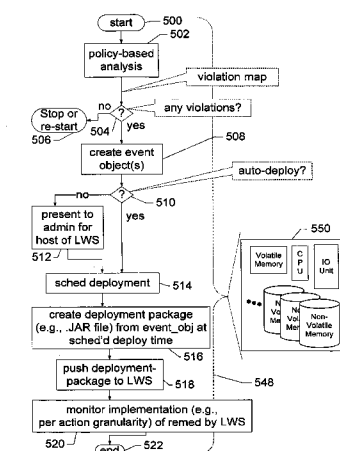 start
500
502
policy-based
analysis
violation map
no
?
any violations?
504
yes
Stop or
re-start
506
508
create event
object(s)
auto-deploy?
no
?
510
yes
present to
admin for
host of LWS
512
550
Volatile
Memory
C
P
U
IO
Unit
Non-
Volatile
Memory
sched deployment
514
create deployment package
(e.g., .JAR file) from event_obj at
sched'd deploy time
516
push deployment-
package to LWS
518
548
monitor implementation (e.g.,
per action granularity) of remed by LWS
520
end
522